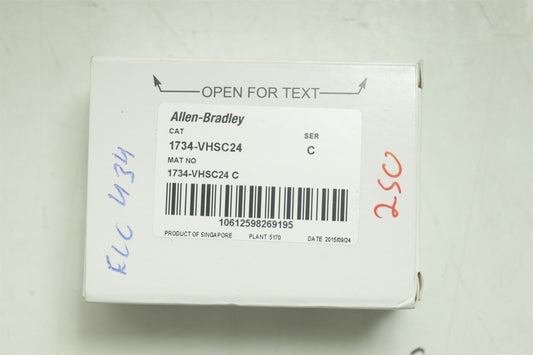 OPEN FOR TEXT
Allen-Bradley
CAT SER
1734-VHSC24 C
MAT NO
1734-VHSC24 C
10612598269195
PRODUCT OF SINGAPORE PLANT 5170 DATE 2015/09/24
ELC 434
250